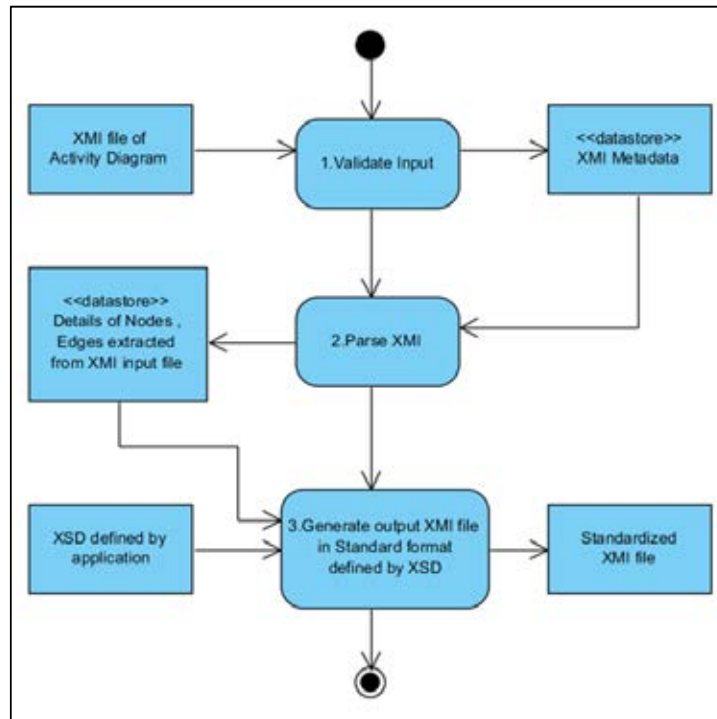 XMI file of
Activity Diagram
1.Validate Input
<<datastore>>
XMI Metadata
<<datastore>>
Details of Nodes ,
Edges extracted
from XMI input file
2.Parse XMI
XSD defined by
application
3.Generate output XMI file
in Standard format
defined by XSD
Standardized
XMI file